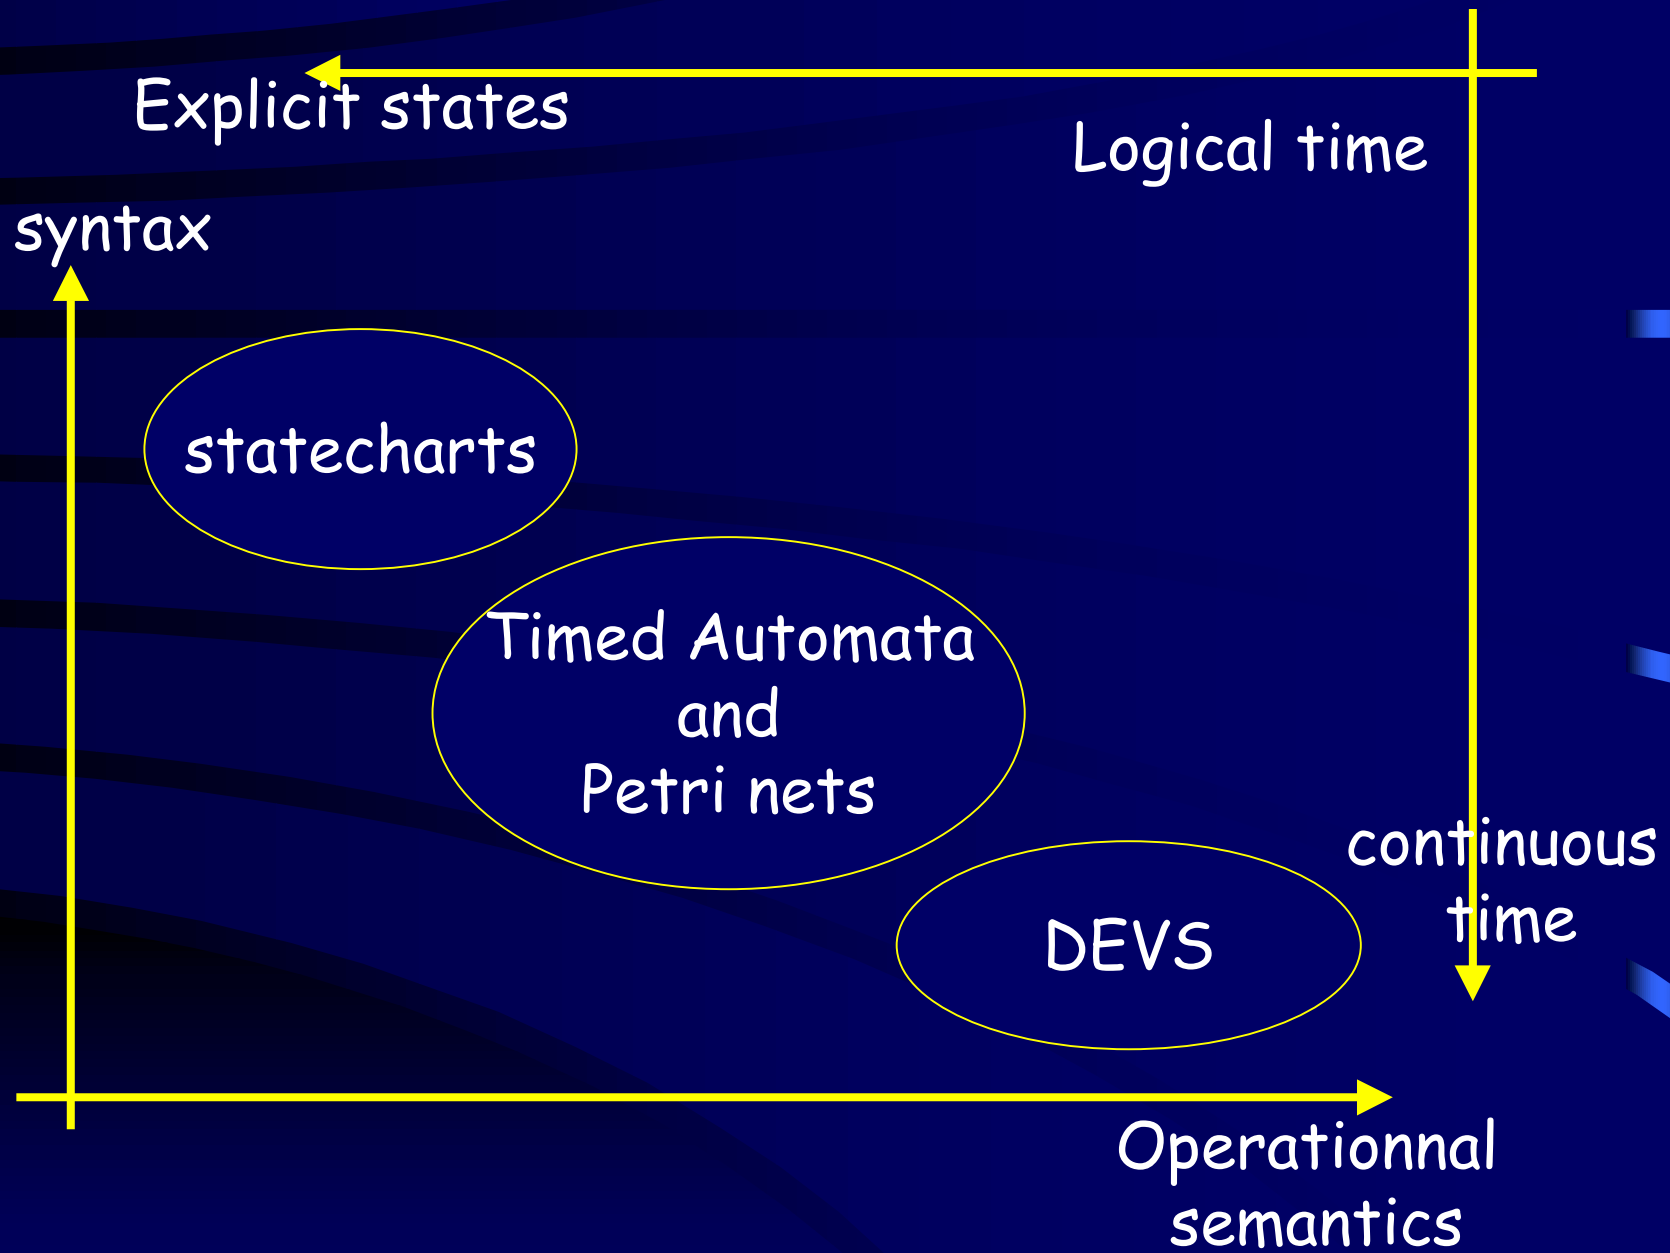 Explicit states
Logical time
syntax
statecharts
Timed Automata
and
Petri nets
continuous
time
DEVS
Operationnal
semantics